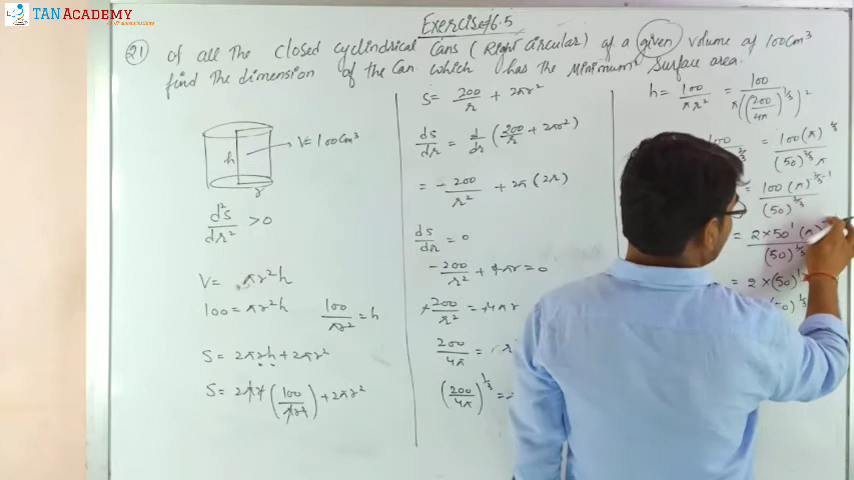 TAN ACADEMY
Exercise 6.5
21 Of all the closed cylindrical cans (Right circular) of a given volume of 100cm³
find the dimension of the can which has the minimum surface area.
h
r
V=100cm³
d²s/dr² >0
V= πr²h
100=πr²h 100/πr² =h
S= 2πrh+2πr²
S= 2πr (100/πr²)+2πr²
S= 200/r + 2πr²
ds/dr = d/dr (200/r + 2πr²)
= -200/r² + 2π(2r)
ds/dr =0
-200/r² +4πr=0
+200/r² =+4πr
200/4π =
(200/4π)^1/3 =
h= 100/πr² = 100/π((200/4π)^1/3)²
= 100(π)^2/3/(50)^2/3 π
= 100(π)^2/3-1/(50)^2/3
= 2×50¹(π)
= 2×(50)